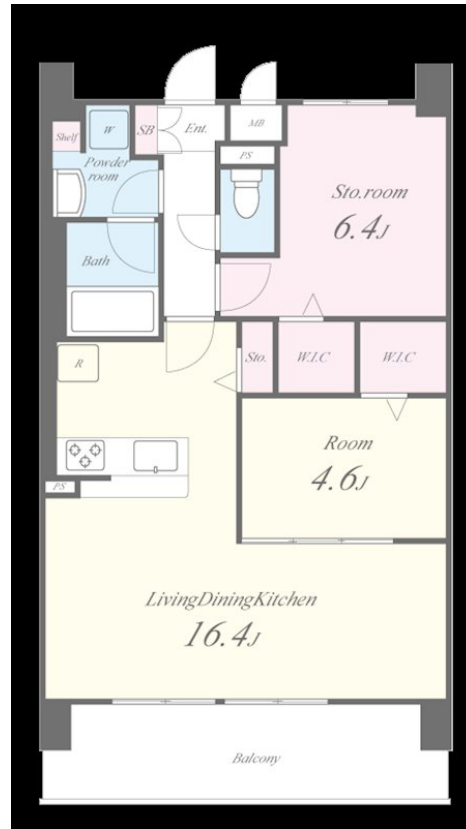 Shelf
W
SB
Ent.
MB
PS
Powder
room
Sto.room
6.4J
Bath
R
Sto.
W.I.C
W.I.C
Room
4.6J
PS
LivingDiningKitchen
16.4J
Balcony